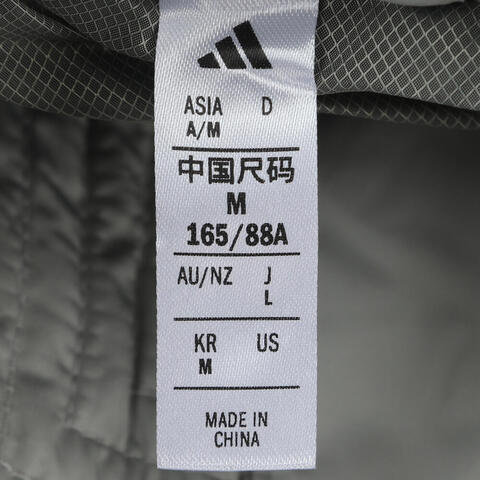 ASIA D
A/M
中国尺码
M
165/88A
AU/NZ J
L
KR US
M
MADE IN
CHINA